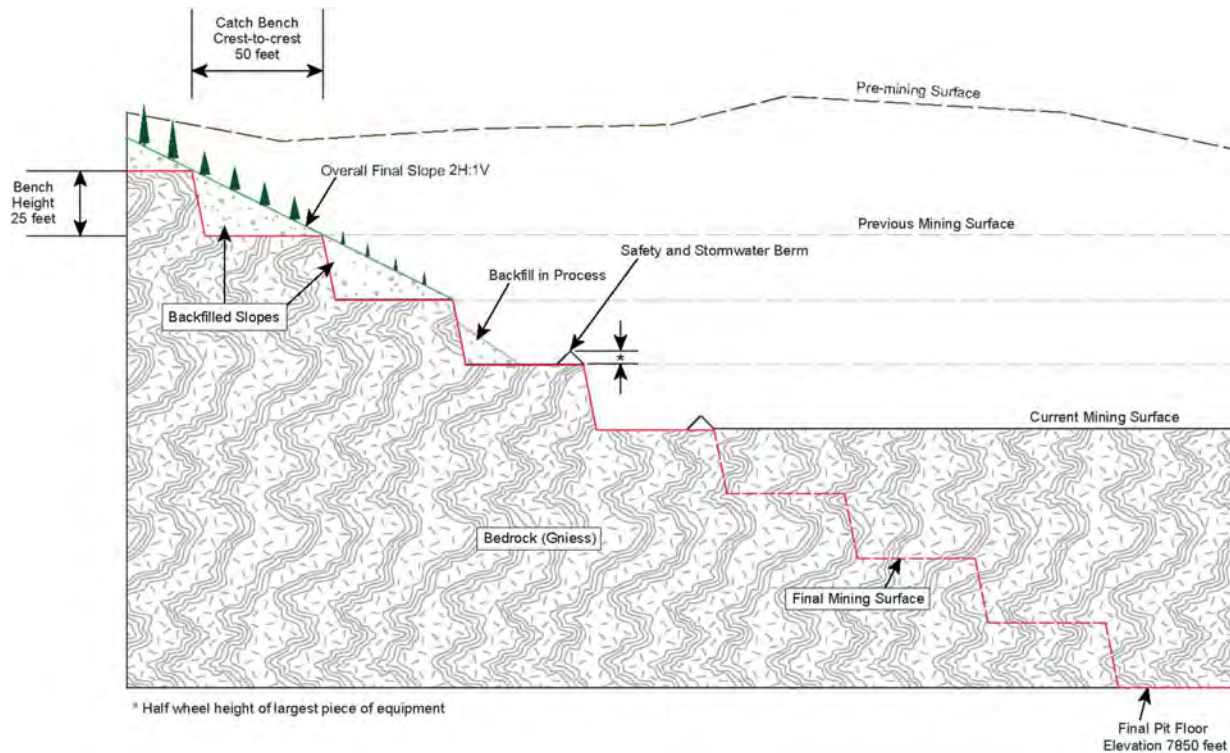 Catch Bench
Crest-to-crest
50 feet
Pre-mining Surface
Overall Final Slope 2H:1V
Bench
Height
25 feet
Previous Mining Surface
Safety and Stormwater Berm
Backfill in Process
Backfilled Slopes
*
Current Mining Surface
Bedrock (Gniess)
Final Mining Surface
* Half wheel height of largest piece of equipment
Final Pit Floor
Elevation 7850 feet